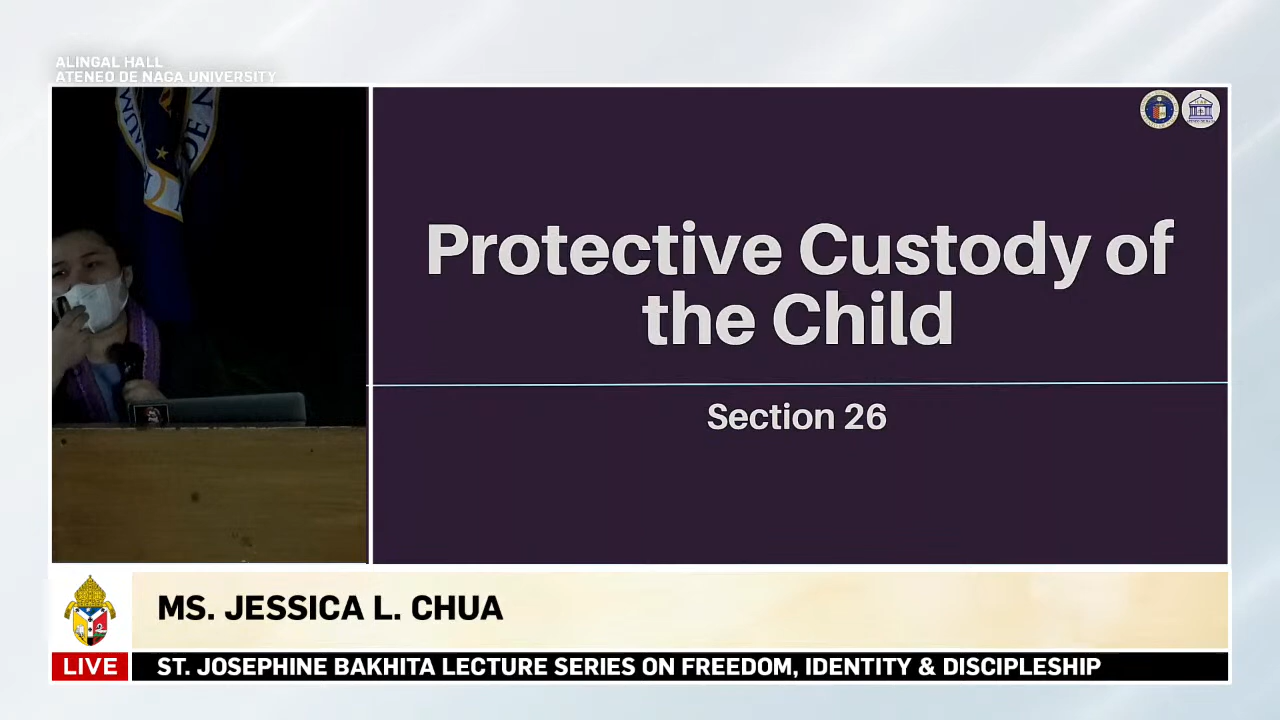 ALINGAL HALL
ATENEO DE NAGA UNIVERSITY
Protective Custody of
the Child
Section 26
MS. JESSICA L. CHUA
LIVE
ST. JOSEPHINE BAKHITA LECTURE SERIES ON FREEDOM, IDENTITY & DISCIPLESHIP